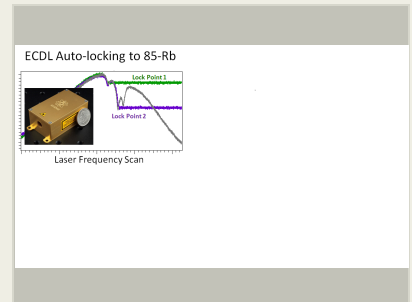 ECDL Auto-locking to 85-Rb
Lock Point 1
Lock Point 2
Laser Frequency Scan